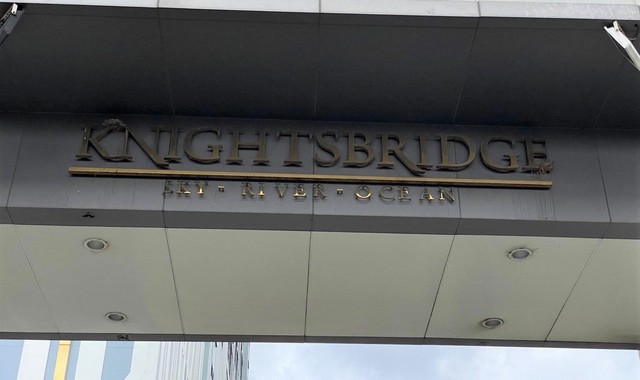 KNIGHTSBRIDGE
SKY - RIVER - OCEAN